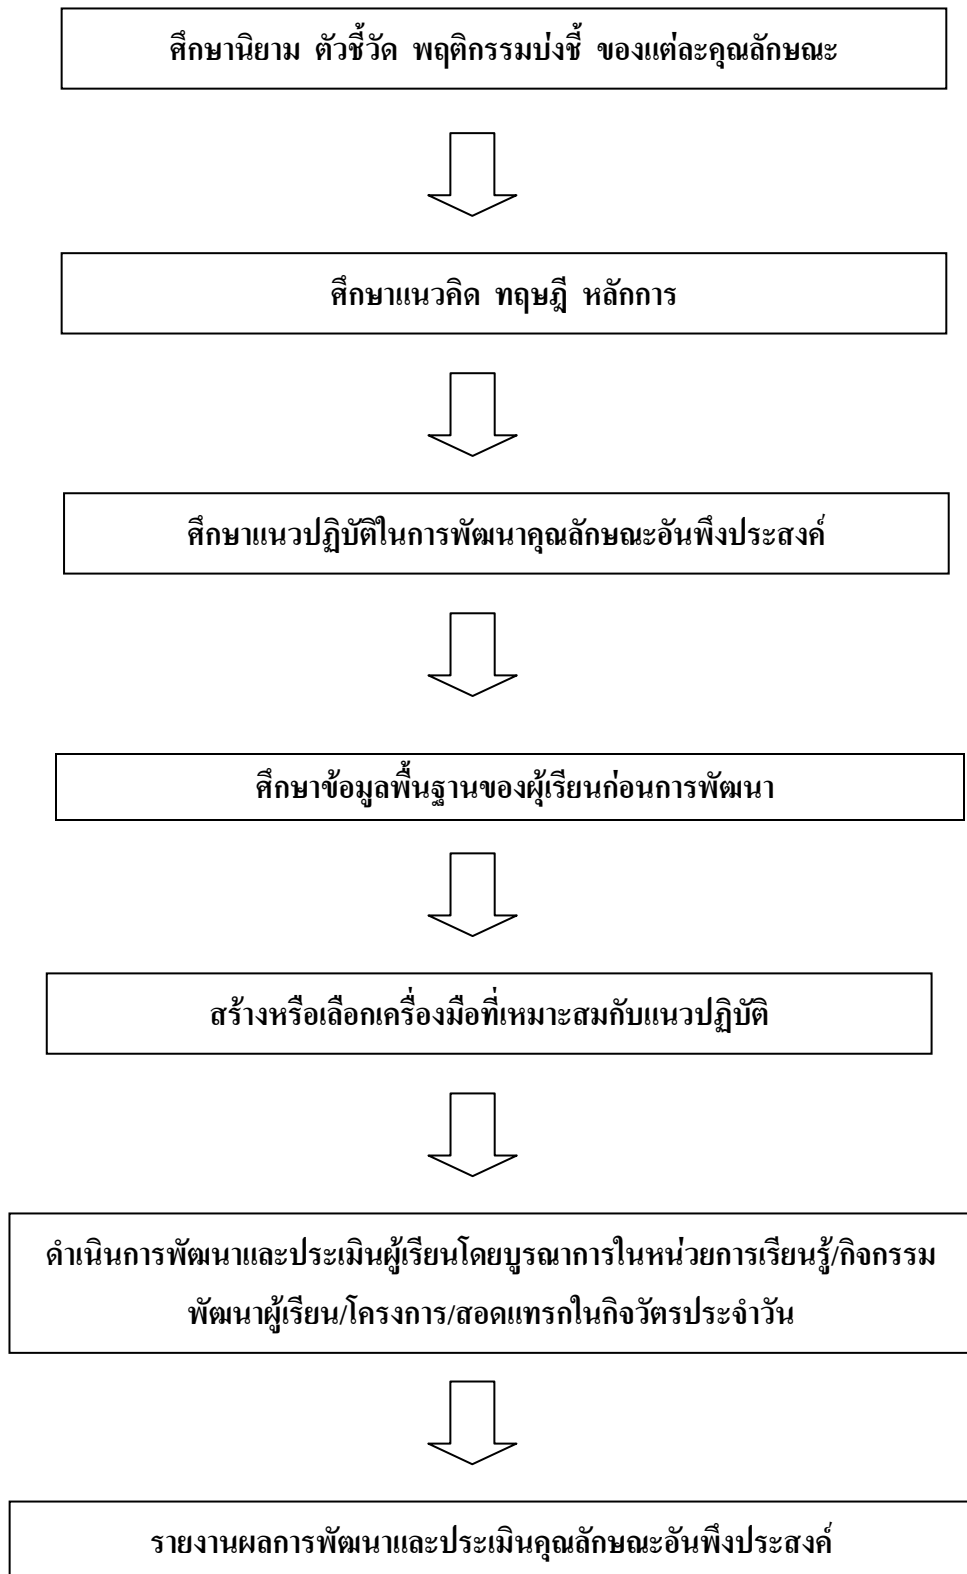 ศึกษานิยาม ตัวชี้วัด พฤติกรรมบ่งชี้ ของแต่ละคุณลักษณะ
ศึกษาแนวคิด ทฤษฎี หลักการ
ศึกษาแนวปฏิบัติในการพัฒนาคุณลักษณะอันพึงประสงค์
ศึกษาข้อมูลพื้นฐานของผุ้เรียนก่อนการพัฒนา
สร้างหรือเลือกเครื่องมือที่เหมาะสมกับแนวปฏิบัติ
ดำเนินการพัฒนาและประเมินผู้เรียนโดยบูรณาการในหน่วยการเรียนรู้/กิจกรรม
พัฒนาผู้เรียน/โครงการ/สอดแทรกในกิจวัตรประจำวัน
รายงานผลการพัฒนาและประเมินคุณลักษณะอันพึงประสงค์